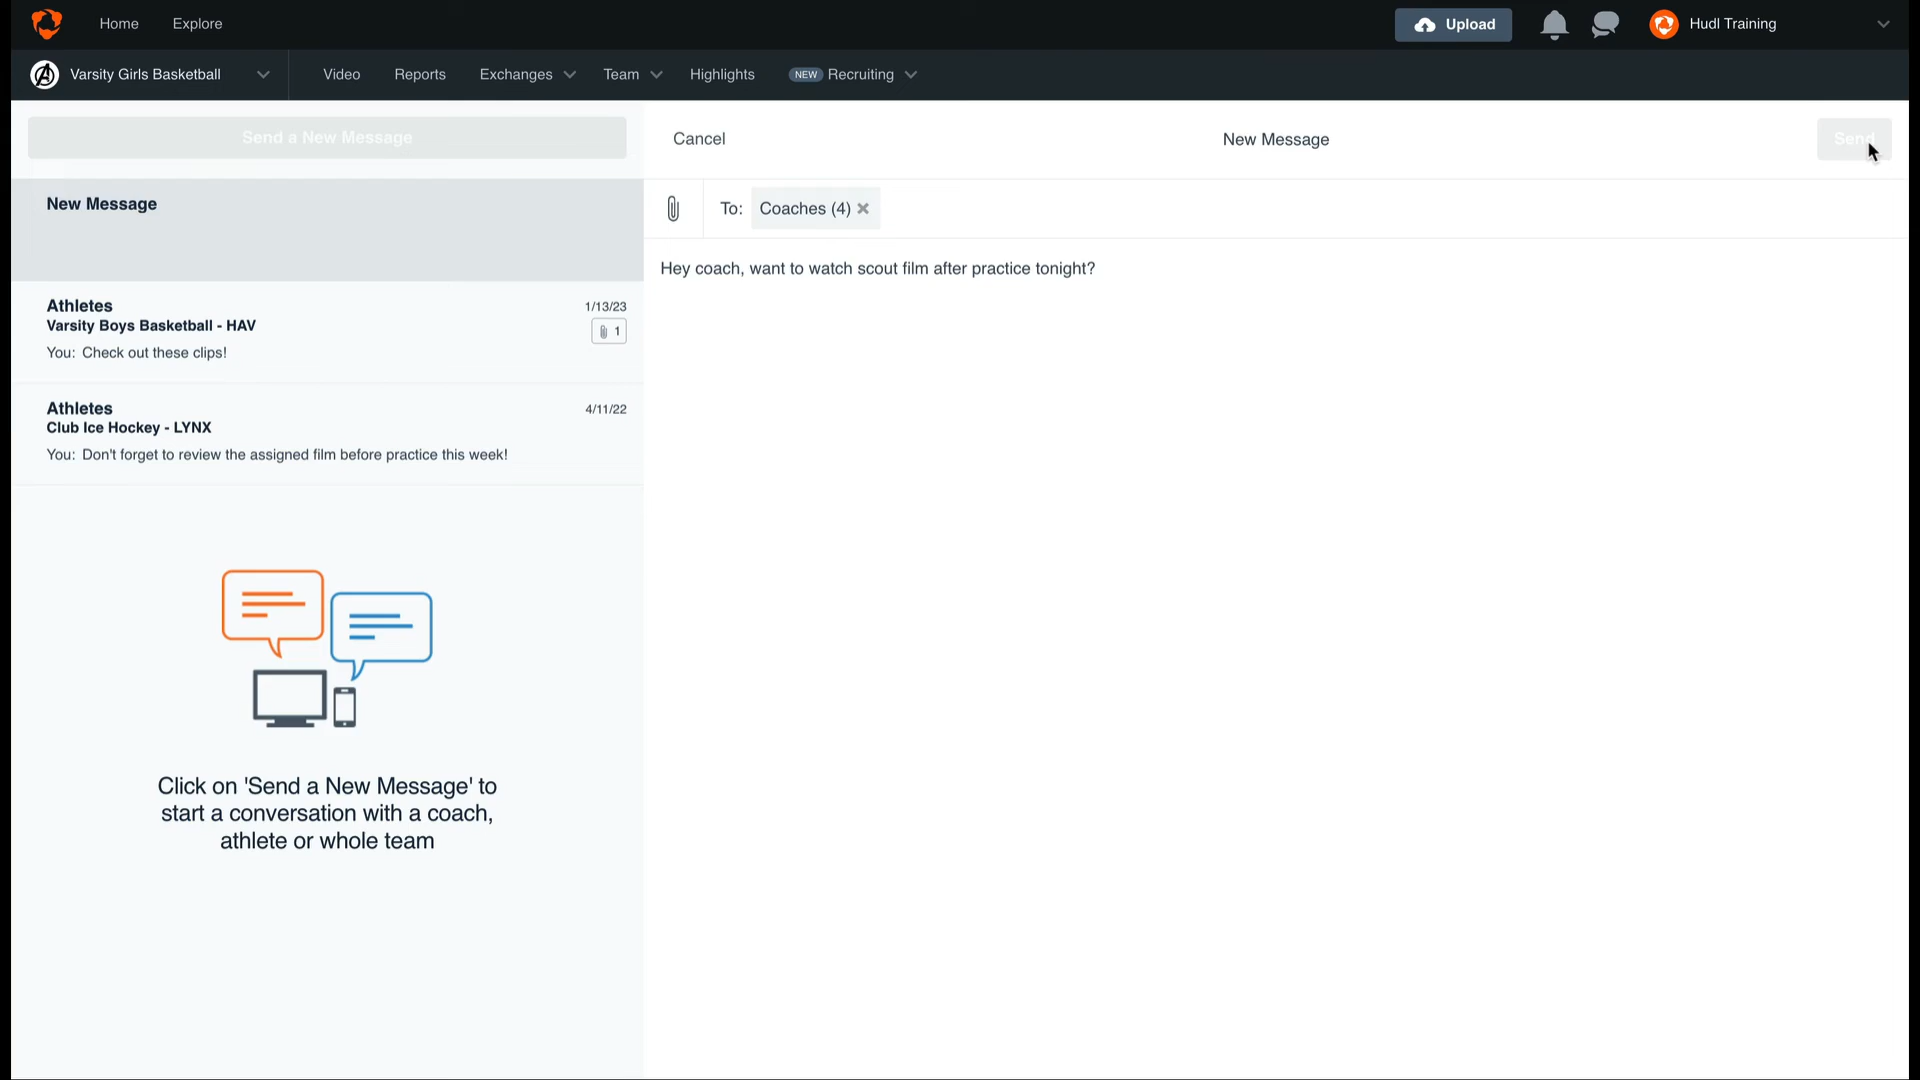 Home Explore Upload Hudl Training
Varsity Girls Basketball Video Reports Exchanges Team Highlights NEW Recruiting
Send a New Message
Cancel New Message Send
New Message
To: Coaches (4)
Hey coach, want to watch scout film after practice tonight?
Athletes 1/13/23
Varsity Boys Basketball - HAV 1
You: Check out these clips!
Athletes 4/11/22
Club Ice Hockey - LYNX
You: Don't forget to review the assigned film before practice this week!
Click on 'Send a New Message' to
start a conversation with a coach,
athlete or whole team